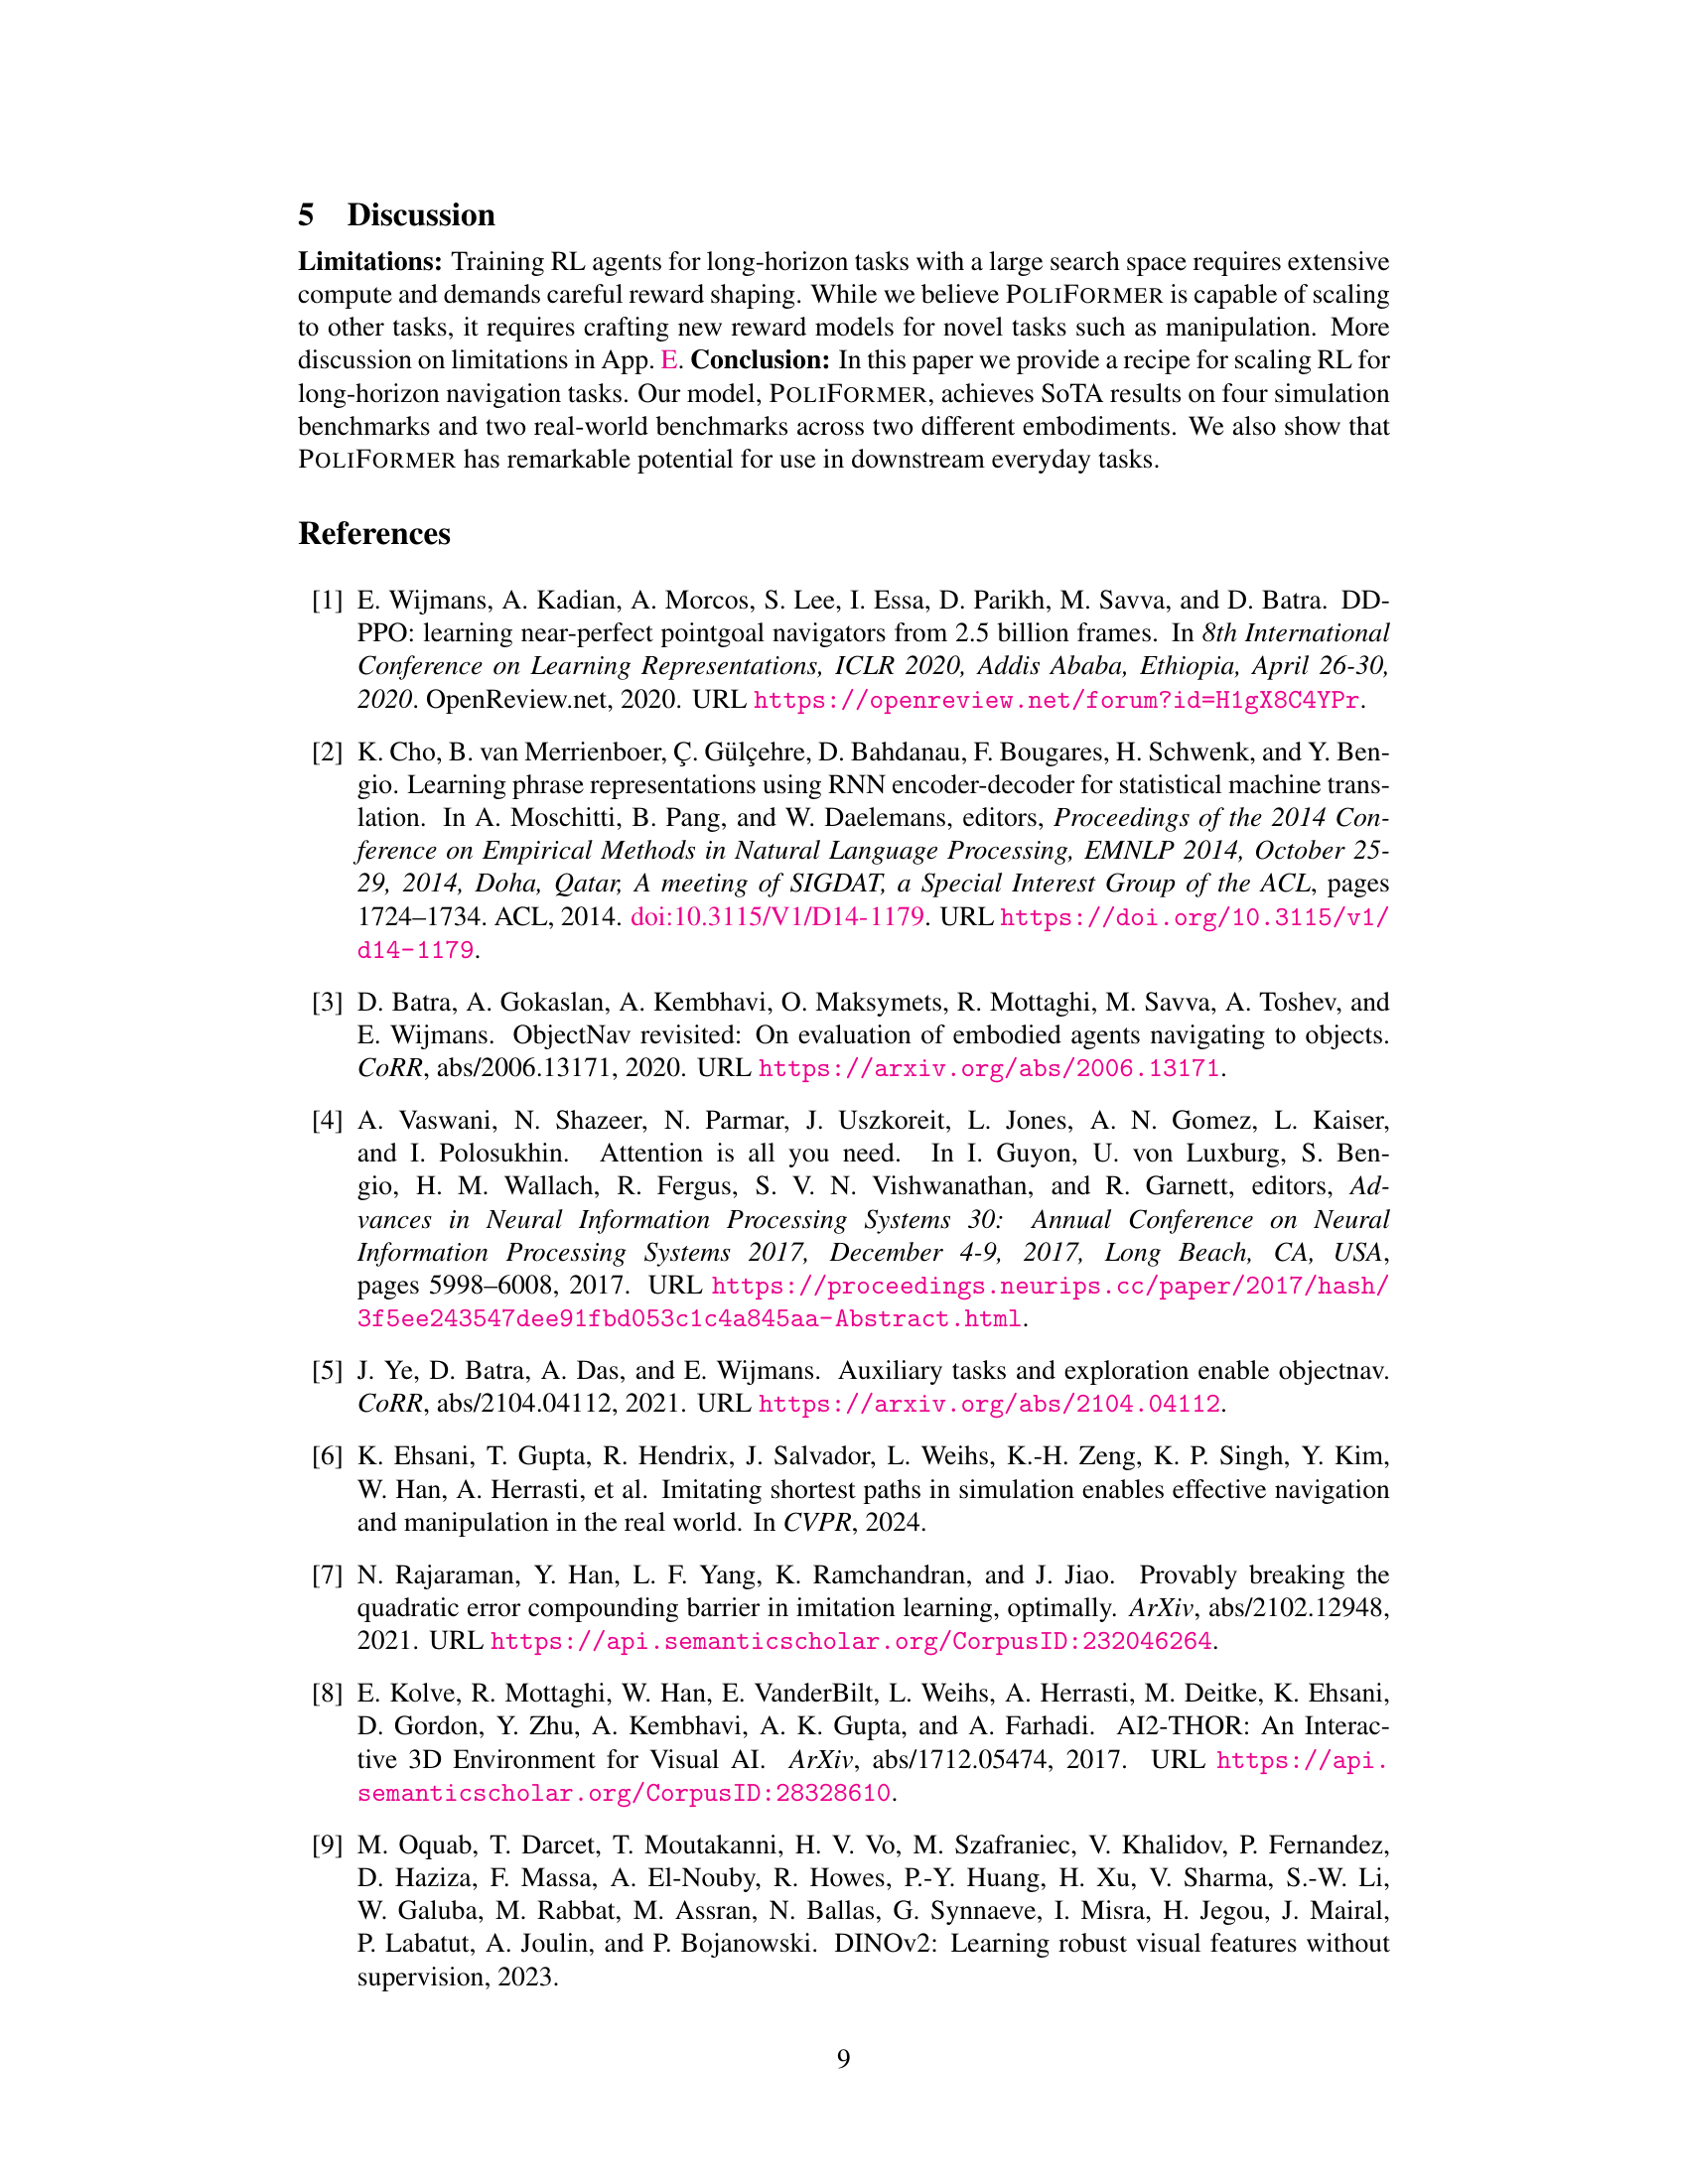 5 Discussion
Limitations: Training RL agents for long-horizon tasks with a large search space requires extensive
compute and demands careful reward shaping. While we believe POLIFORMER is capable of scaling
to other tasks, it requires crafting new reward models for novel tasks such as manipulation. More
discussion on limitations in App. E. Conclusion: In this paper we provide a recipe for scaling RL for
long-horizon navigation tasks. Our model, POLIFORMER, achieves SoTA results on four simulation
benchmarks and two real-world benchmarks across two different embodiments. We also show that
POLIFORMER has remarkable potential for use in downstream everyday tasks.
References
[1] E. Wijmans, A. Kadian, A. Morcos, S. Lee, I. Essa, D. Parikh, M. Savva, and D. Batra. DD-
PPO: learning near-perfect pointgoal navigators from 2.5 billion frames. In 8th International
Conference on Learning Representations, ICLR 2020, Addis Ababa, Ethiopia, April 26-30,
2020. OpenReview.net, 2020. URL https://openreview.net/forum?id=H1gX8C4YPr.
[2] K. Cho, B. van Merrienboer, Ç. Gülçehre, D. Bahdanau, F. Bougares, H. Schwenk, and Y. Ben-
gio. Learning phrase representations using RNN encoder-decoder for statistical machine trans-
lation. In A. Moschitti, B. Pang, and W. Daelemans, editors, Proceedings of the 2014 Con-
ference on Empirical Methods in Natural Language Processing, EMNLP 2014, October 25-
29, 2014, Doha, Qatar, A meeting of SIGDAT, a Special Interest Group of the ACL, pages
1724–1734. ACL, 2014. doi:10.3115/V1/D14-1179. URL https://doi.org/10.3115/v1/
d14-1179.
[3] D. Batra, A. Gokaslan, A. Kembhavi, O. Maksymets, R. Mottaghi, M. Savva, A. Toshev, and
E. Wijmans. ObjectNav revisited: On evaluation of embodied agents navigating to objects.
CoRR, abs/2006.13171, 2020. URL https://arxiv.org/abs/2006.13171.
[4] A. Vaswani, N. Shazeer, N. Parmar, J. Uszkoreit, L. Jones, A. N. Gomez, L. Kaiser,
and I. Polosukhin. Attention is all you need. In I. Guyon, U. von Luxburg, S. Ben-
gio, H. M. Wallach, R. Fergus, S. V. N. Vishwanathan, and R. Garnett, editors, Ad-
vances in Neural Information Processing Systems 30: Annual Conference on Neural
Information Processing Systems 2017, December 4-9, 2017, Long Beach, CA, USA,
pages 5998–6008, 2017. URL https://proceedings.neurips.cc/paper/2017/hash/
3f5ee243547dee91fbd053c1c4a845aa-Abstract.html.
[5] J. Ye, D. Batra, A. Das, and E. Wijmans. Auxiliary tasks and exploration enable objectnav.
CoRR, abs/2104.04112, 2021. URL https://arxiv.org/abs/2104.04112.
[6] K. Ehsani, T. Gupta, R. Hendrix, J. Salvador, L. Weihs, K.-H. Zeng, K. P. Singh, Y. Kim,
W. Han, A. Herrasti, et al. Imitating shortest paths in simulation enables effective navigation
and manipulation in the real world. In CVPR, 2024.
[7] N. Rajaraman, Y. Han, L. F. Yang, K. Ramchandran, and J. Jiao. Provably breaking the
quadratic error compounding barrier in imitation learning, optimally. ArXiv, abs/2102.12948,
2021. URL https://api.semanticscholar.org/CorpusID:232046264.
[8] E. Kolve, R. Mottaghi, W. Han, E. VanderBilt, L. Weihs, A. Herrasti, M. Deitke, K. Ehsani,
D. Gordon, Y. Zhu, A. Kembhavi, A. K. Gupta, and A. Farhadi. AI2-THOR: An Interac-
tive 3D Environment for Visual AI. ArXiv, abs/1712.05474, 2017. URL https://api.
semanticscholar.org/CorpusID:28328610.
[9] M. Oquab, T. Darcet, T. Moutakanni, H. V. Vo, M. Szafraniec, V. Khalidov, P. Fernandez,
D. Haziza, F. Massa, A. El-Nouby, R. Howes, P.-Y. Huang, H. Xu, V. Sharma, S.-W. Li,
W. Galuba, M. Rabbat, M. Assran, N. Ballas, G. Synnaeve, I. Misra, H. Jegou, J. Mairal,
P. Labatut, A. Joulin, and P. Bojanowski. DINOv2: Learning robust visual features without
supervision, 2023.
9